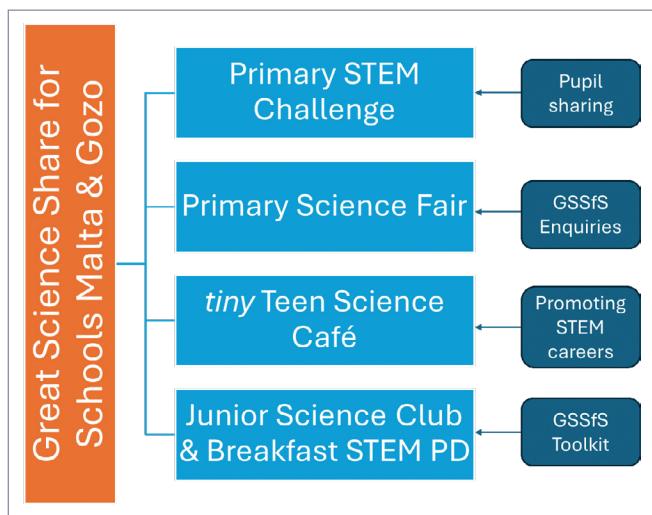 Great Science Share for
Schools Malta & Gozo
Primary STEM
Challenge
Pupil
sharing
Primary Science Fair
GSSfS
Enquiries
tiny Teen Science
Café
Promoting
STEM
careers
Junior Science Club
& Breakfast STEM PD
GSSfS
Toolkit